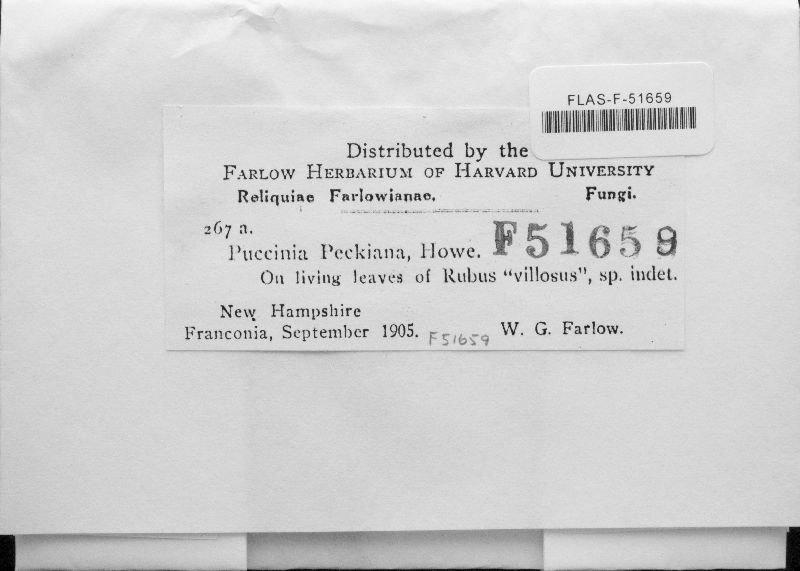 FLAS-F-51659
Distributed by the
FARLOW HERBARIUM OF HARVARD UNIVERSITY
Reliquiae Farlowianae. Fungi.
267 a.
Puccinia Peckiana, Howe. F51659
On living leaves of Rubus "villosus", sp. indet.
New Hampshire
Franconia, September 1905. F51659 W. G. Farlow.